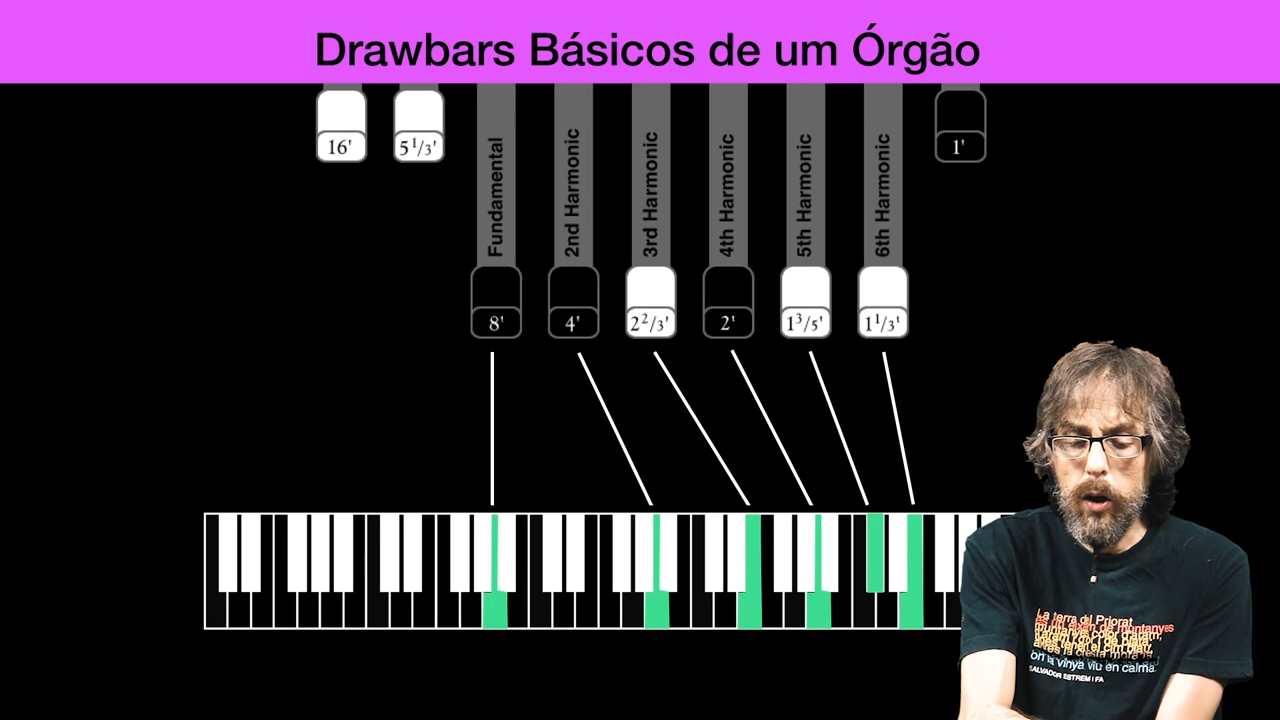 Drawbars Básicos de um Órgão
16' 5 1/3' 1'
Fundamental 2nd Harmonic 3rd Harmonic 4th Harmonic 5th Harmonic 6th Harmonic
8' 4' 2 2/3' 2' 1 3/5' 1 1/3'
La terra del Priorat
on la vinya viu en calma.
SALVADOR ESTREM I FA